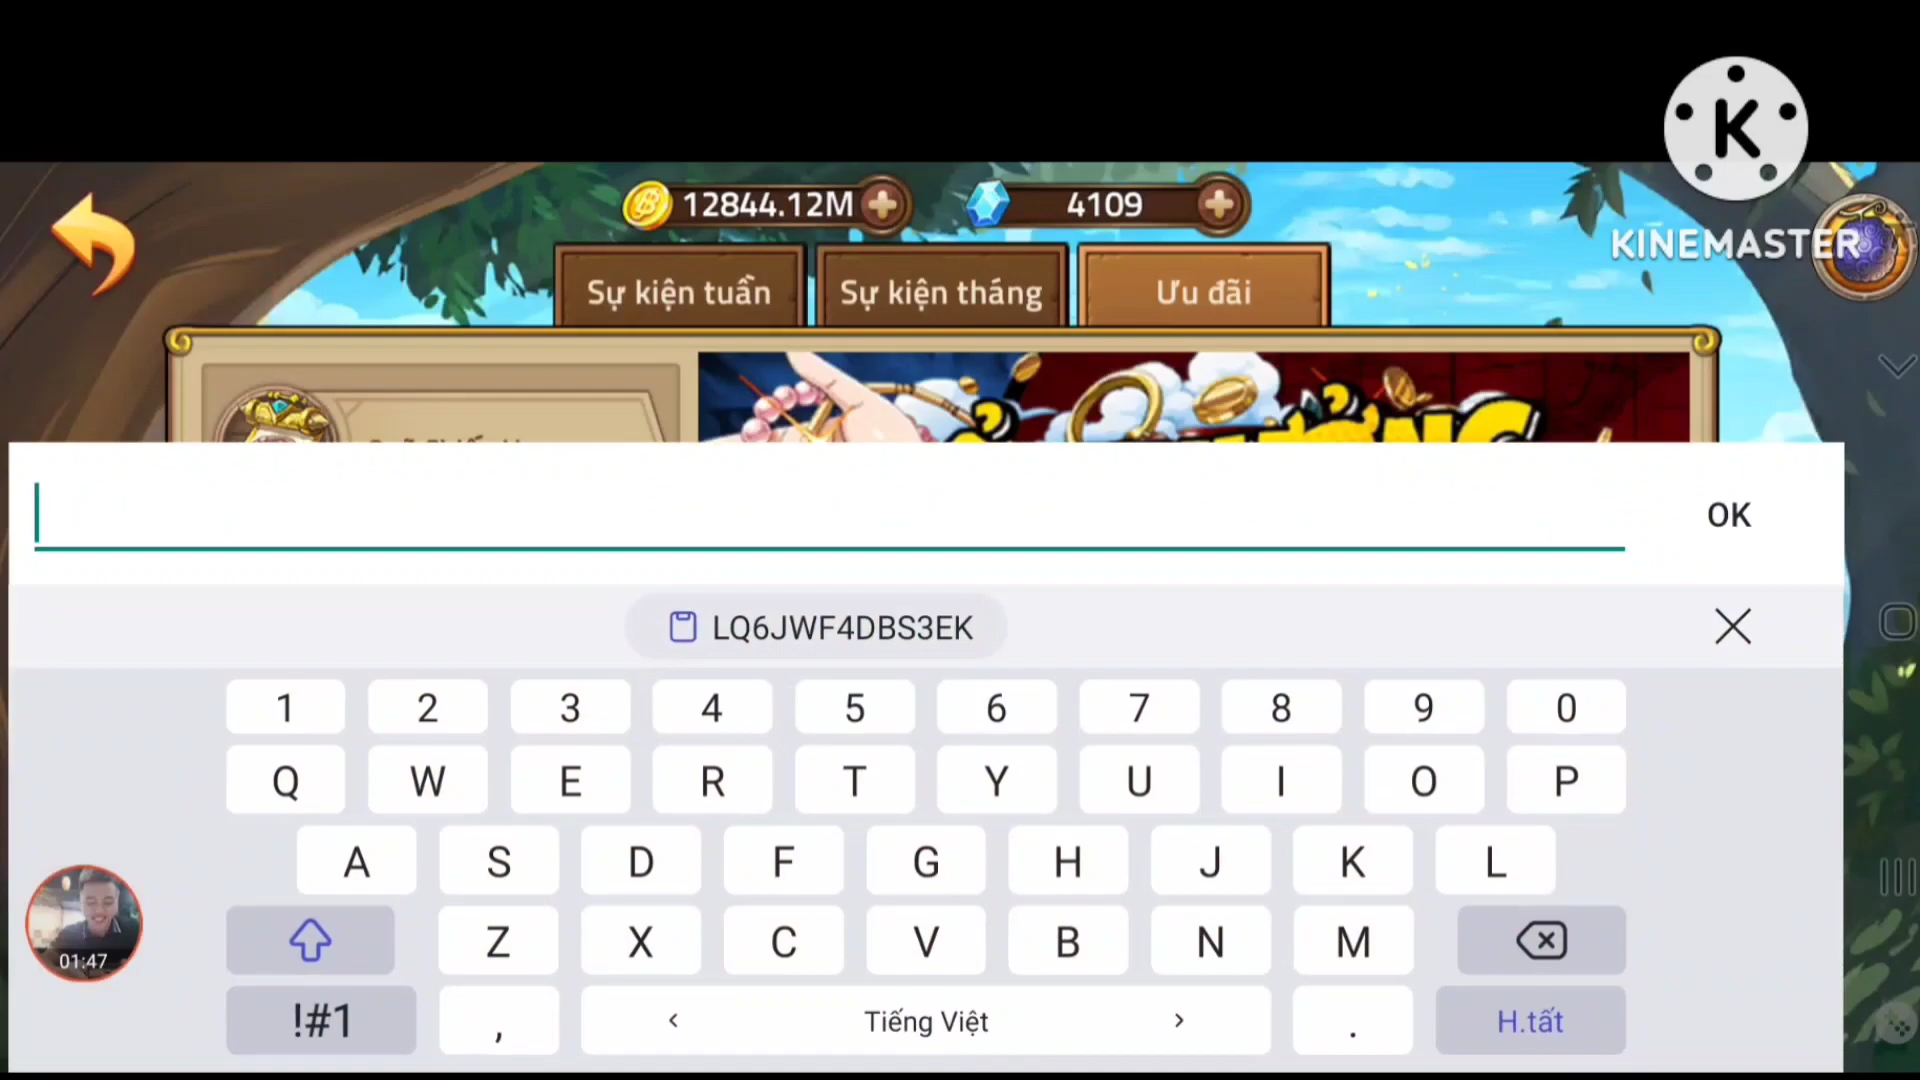 K
KINEMASTER
12844.12M
4109
Sự kiện tuần
Sự kiện tháng
Ưu đãi
OK
LQ6JWF4DBS3EK
1 2 3 4 5 6 7 8 9 0
Q W E R T Y U I O P
A S D F G H J K L
Z X C V B N M
01:47
!#1 , < Tiếng Việt > . H.tất